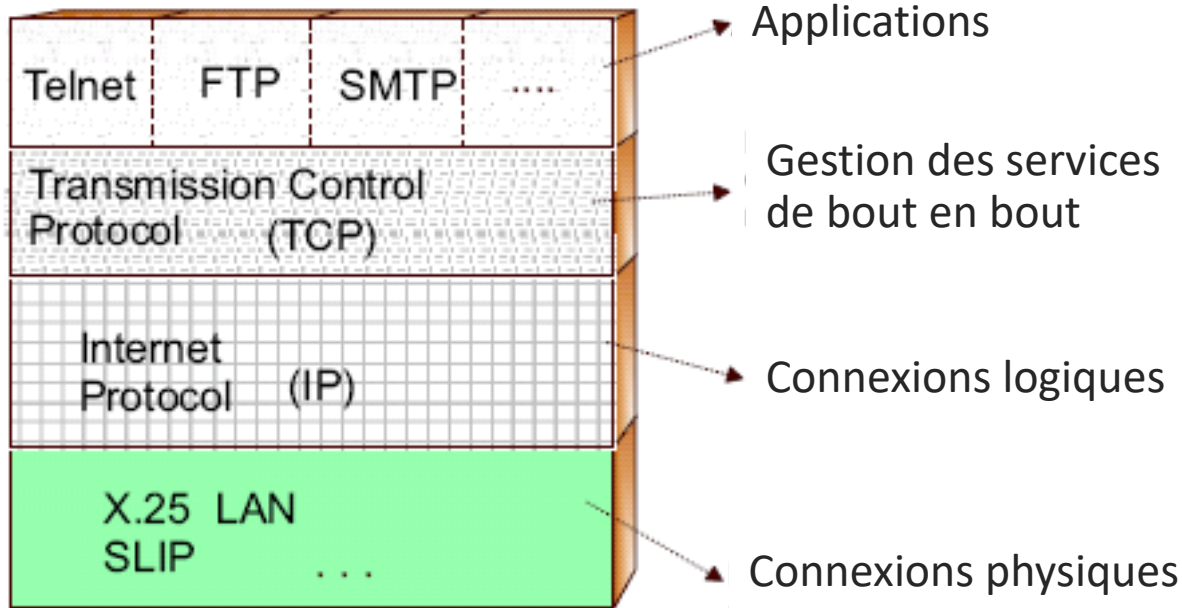 Applications
Telnet FTP SMTP ....
Gestion des services
de bout en bout
Transmission Control
Protocol (TCP)
Internet
Protocol (IP)
Connexions logiques
X.25 LAN
SLIP ...
Connexions physiques